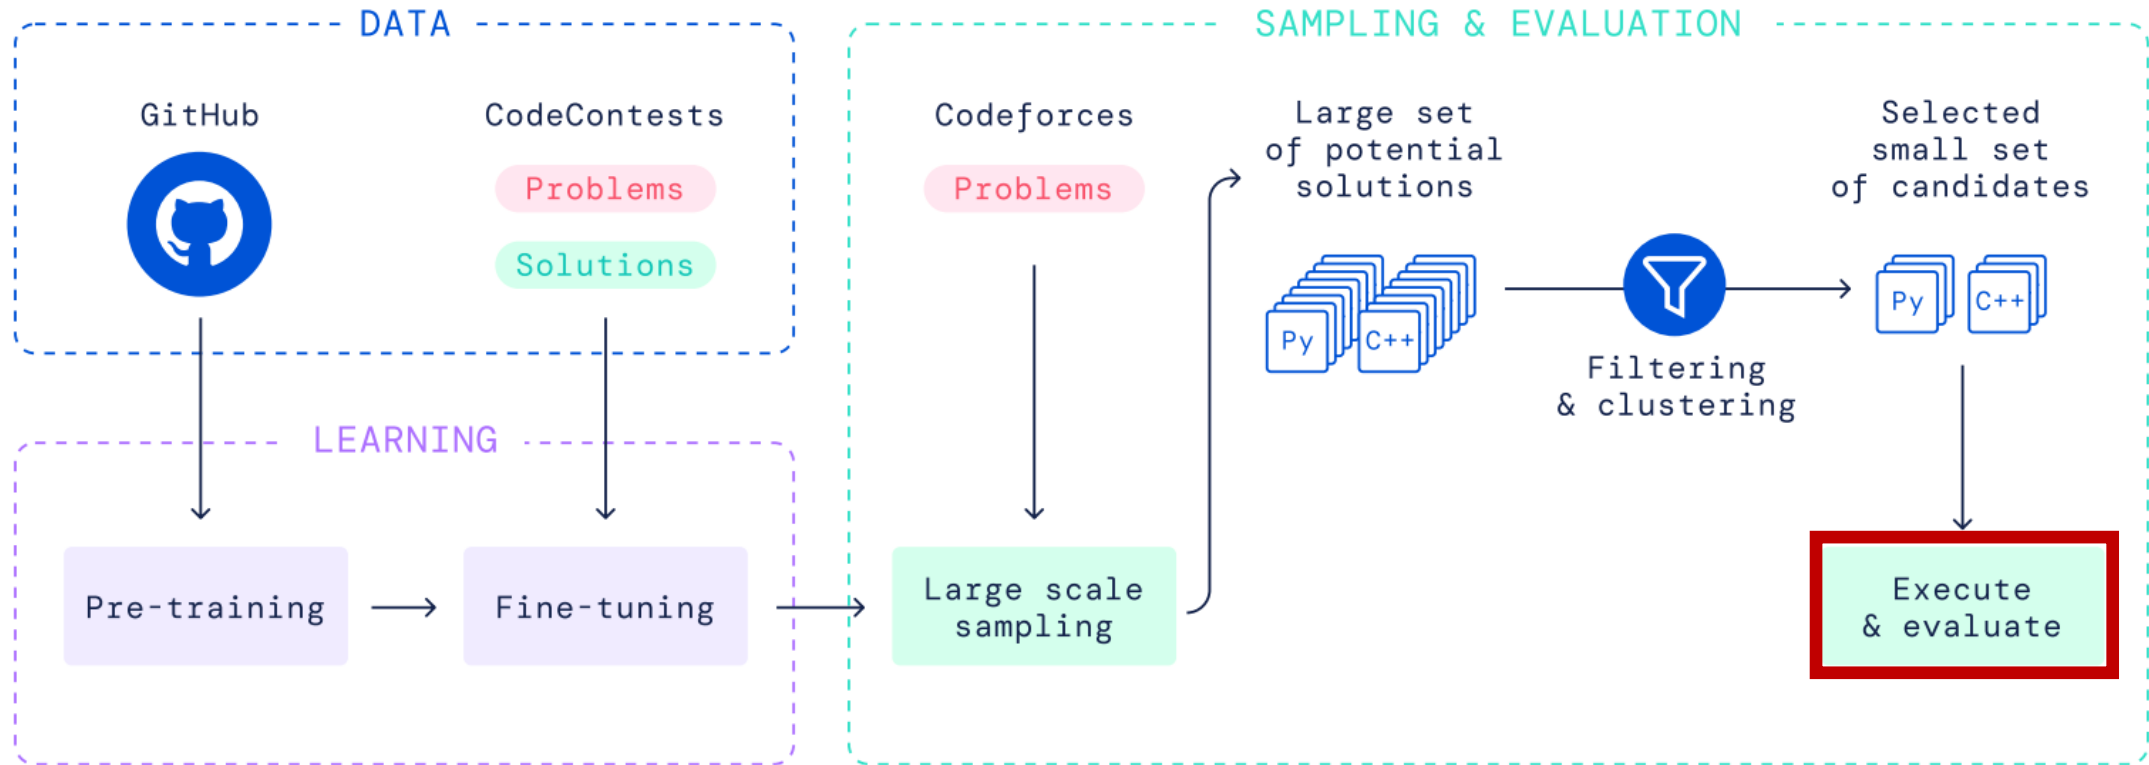 DATA
GitHub
CodeContests
Problems
Solutions
LEARNING
Pre-training
Fine-tuning
SAMPLING & EVALUATION
Codeforces
Problems
Large scale
sampling
Large set
of potential
solutions
Py
C++
Filtering
& clustering
Selected
small set
of candidates
Py
C++
Execute
& evaluate